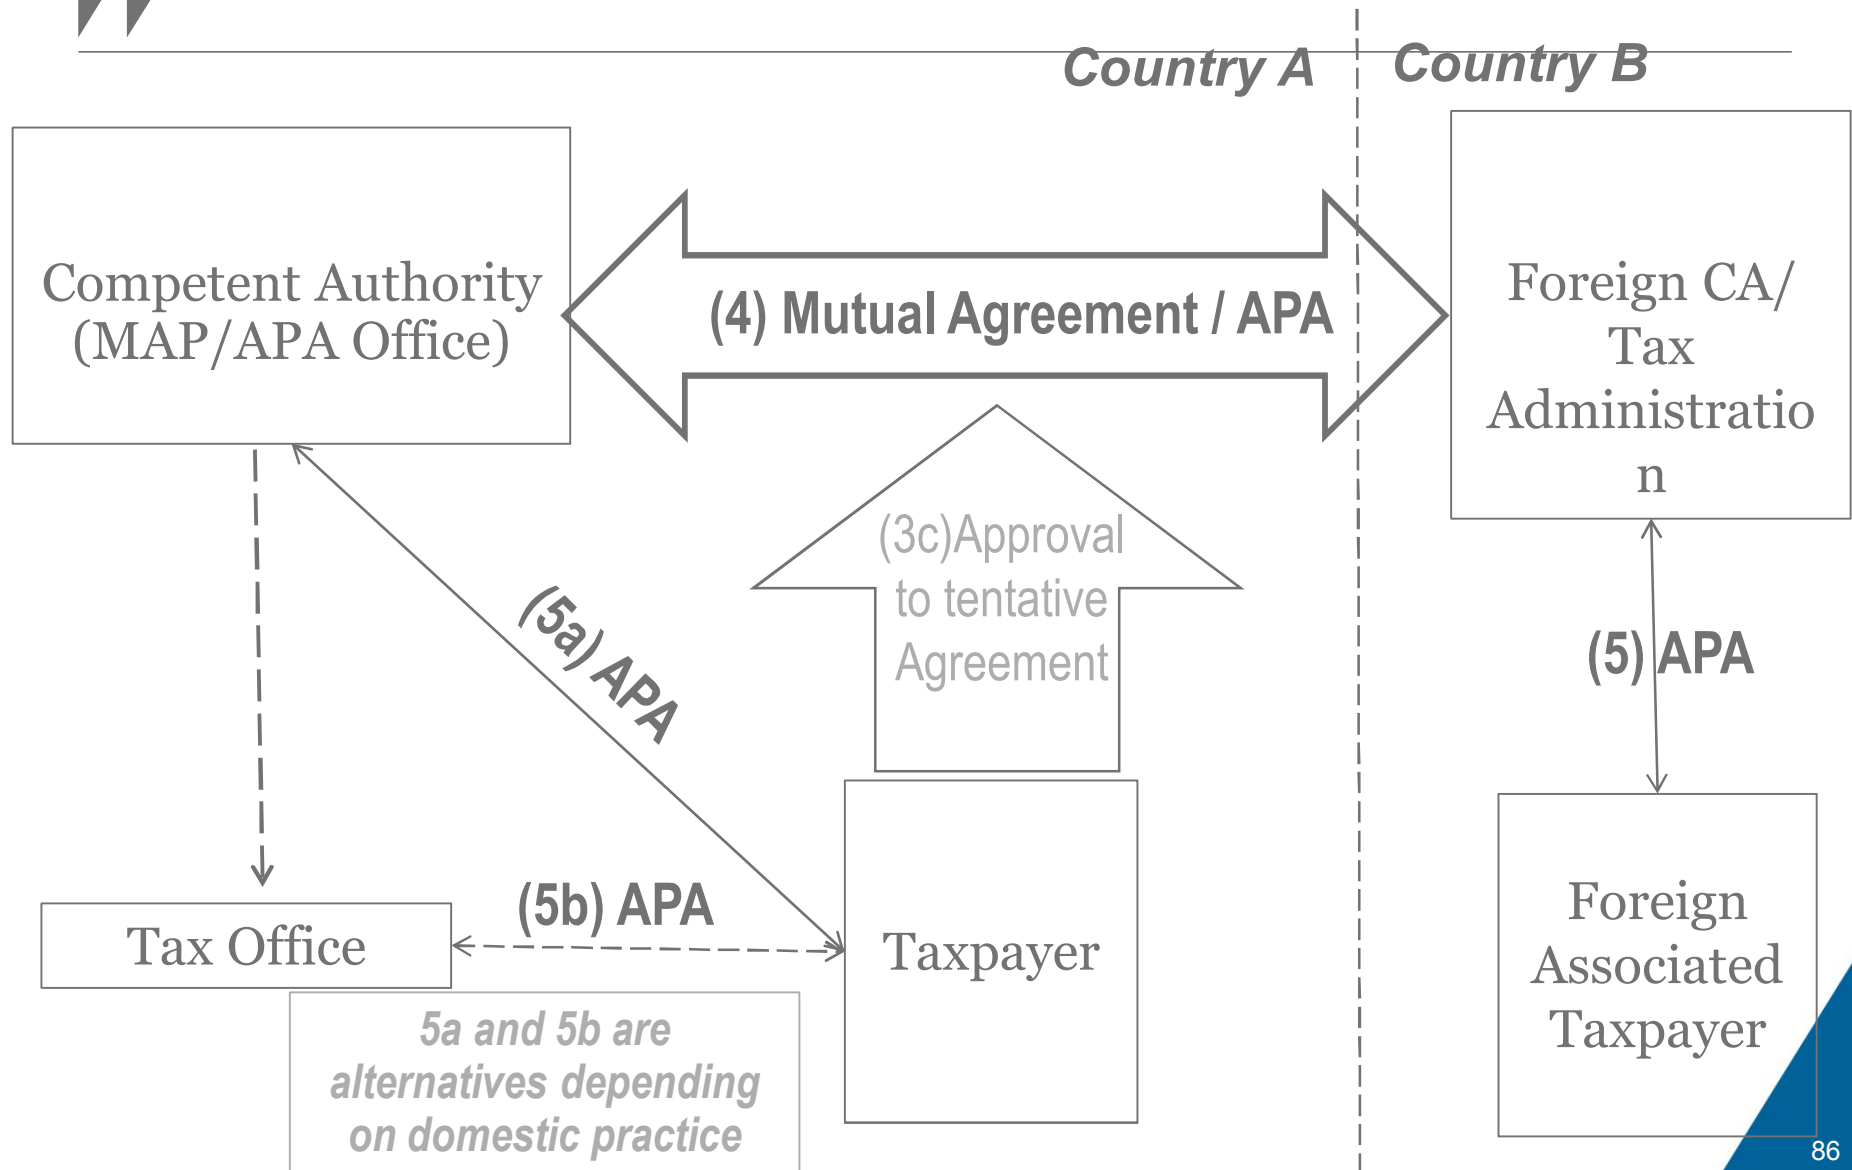 Country A
Country B
Competent Authority
(MAP/APA Office)
(4) Mutual Agreement / APA
Foreign CA/
Tax
Administratio
n
(3c)Approval
to tentative
Agreement
(5a) APA
(5) APA
(5b) APA
Tax Office
Taxpayer
Foreign
Associated
Taxpayer
5a and 5b are
alternatives depending
on domestic practice
86